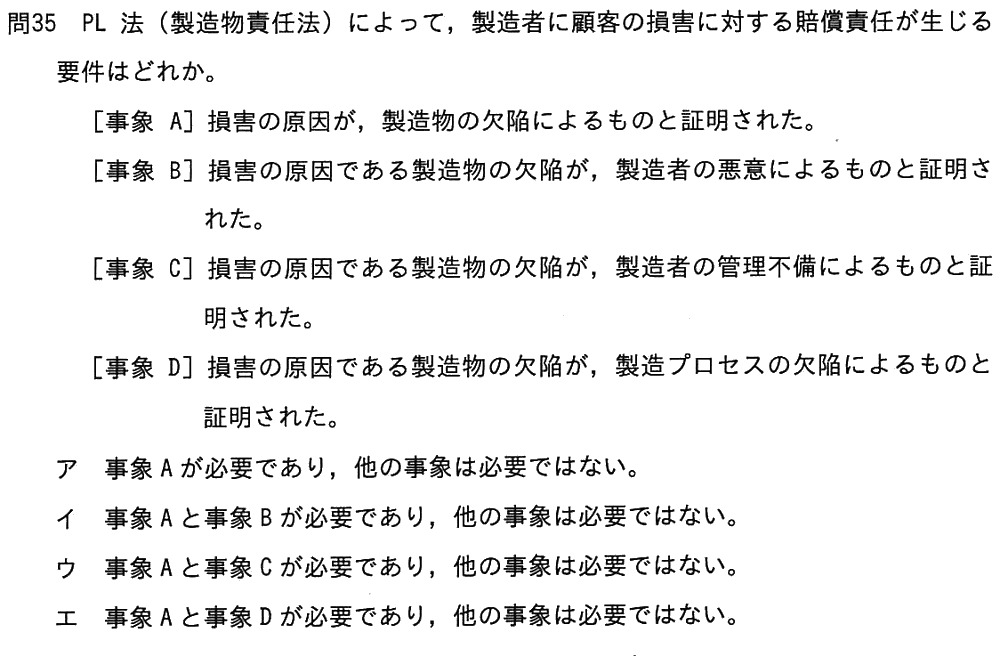 問35　PL 法（製造物責任法）によって，製造者に顧客の損害に対する賠償責任が生じる
要件はどれか。
［事象 A］損害の原因が，製造物の欠陥によるものと証明された。
［事象 B］損害の原因である製造物の欠陥が，製造者の悪意によるものと証明さ
れた。
［事象 C］損害の原因である製造物の欠陥が，製造者の管理不備によるものと証
明された。
［事象 D］損害の原因である製造物の欠陥が，製造プロセスの欠陥によるものと
証明された。
ア　事象 A が必要であり，他の事象は必要ではない。
イ　事象 A と事象 B が必要であり，他の事象は必要ではない。
ウ　事象 A と事象 C が必要であり，他の事象は必要ではない。
エ　事象 A と事象 D が必要であり，他の事象は必要ではない。